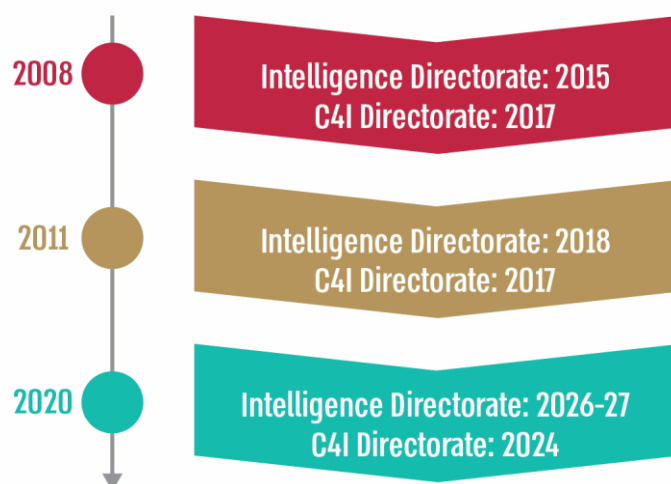 2008
Intelligence Directorate: 2015
C4I Directorate: 2017
2011
Intelligence Directorate: 2018
C4I Directorate: 2017
2020
Intelligence Directorate: 2026-27
C4I Directorate: 2024